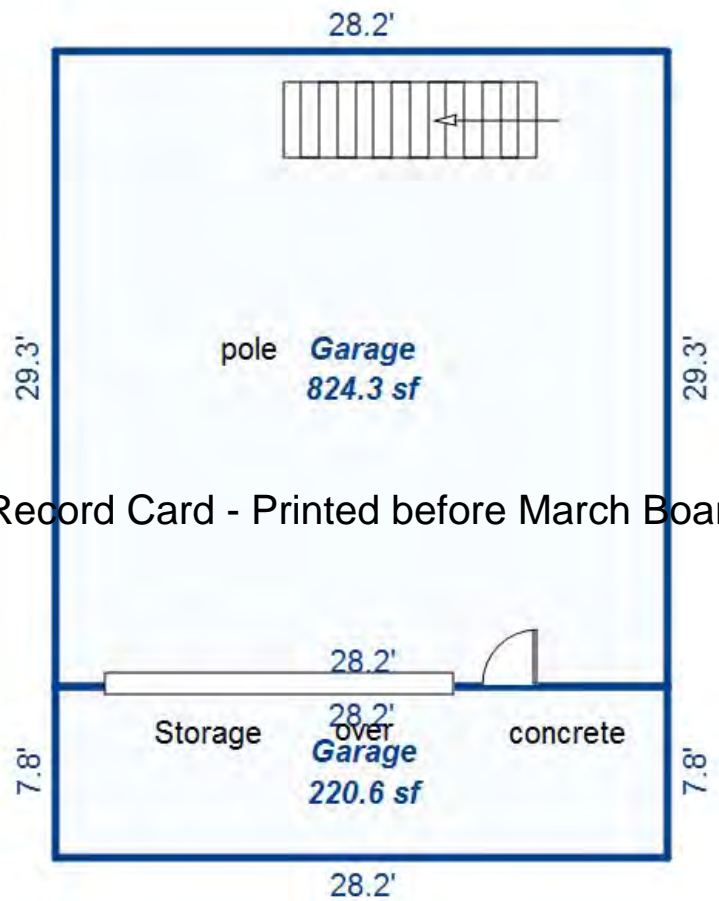 28.2'
29.3'
pole Garage
29.3'
824.3 sf
Record Card - Printed before March Boar
28.2'
28.2'
Storage over concrete
7.8'
Garage
7.8'
220.6 sf
28.2'